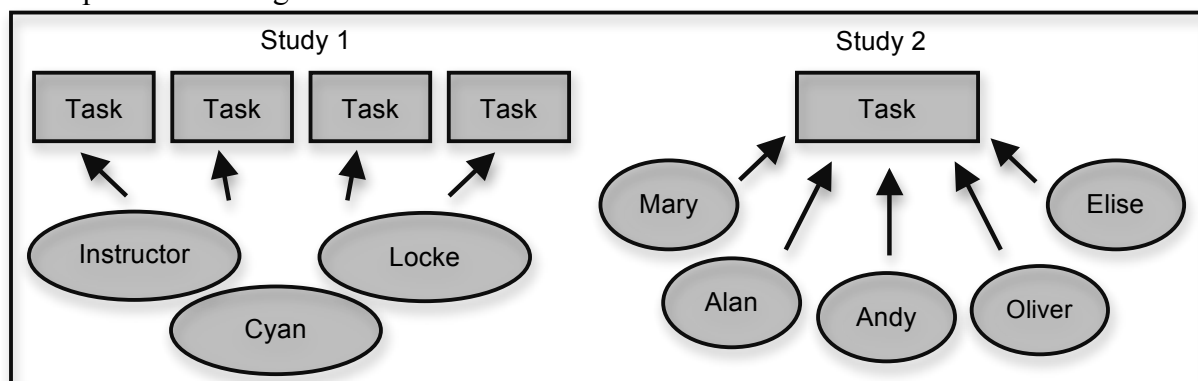 Study 1
Study 2
Task Task Task Task
Task
Mary
Elise
Instructor
Locke
Alan
Andy
Oliver
Cyan